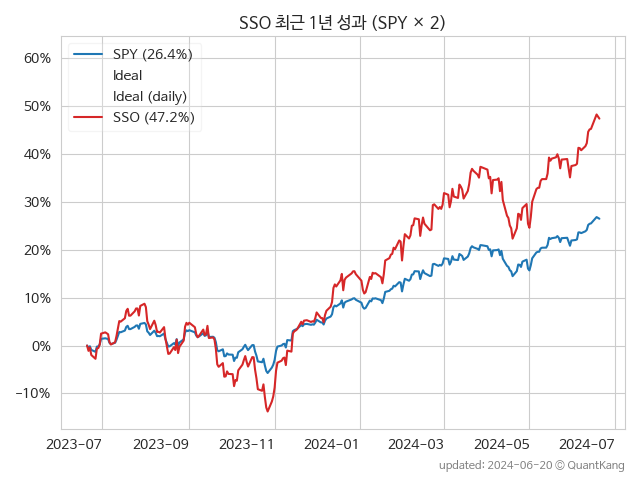 SSO 최근 1년 성과 (SPY × 2)
SPY (26.4%)
Ideal
Ideal (daily)
SSO (47.2%)
60%
50%
40%
30%
20%
10%
0%
−10%
2023-07 2023-09 2023-11 2024-01 2024-03 2024-05 2024-07
updated: 2024-06-20 © QuantKang